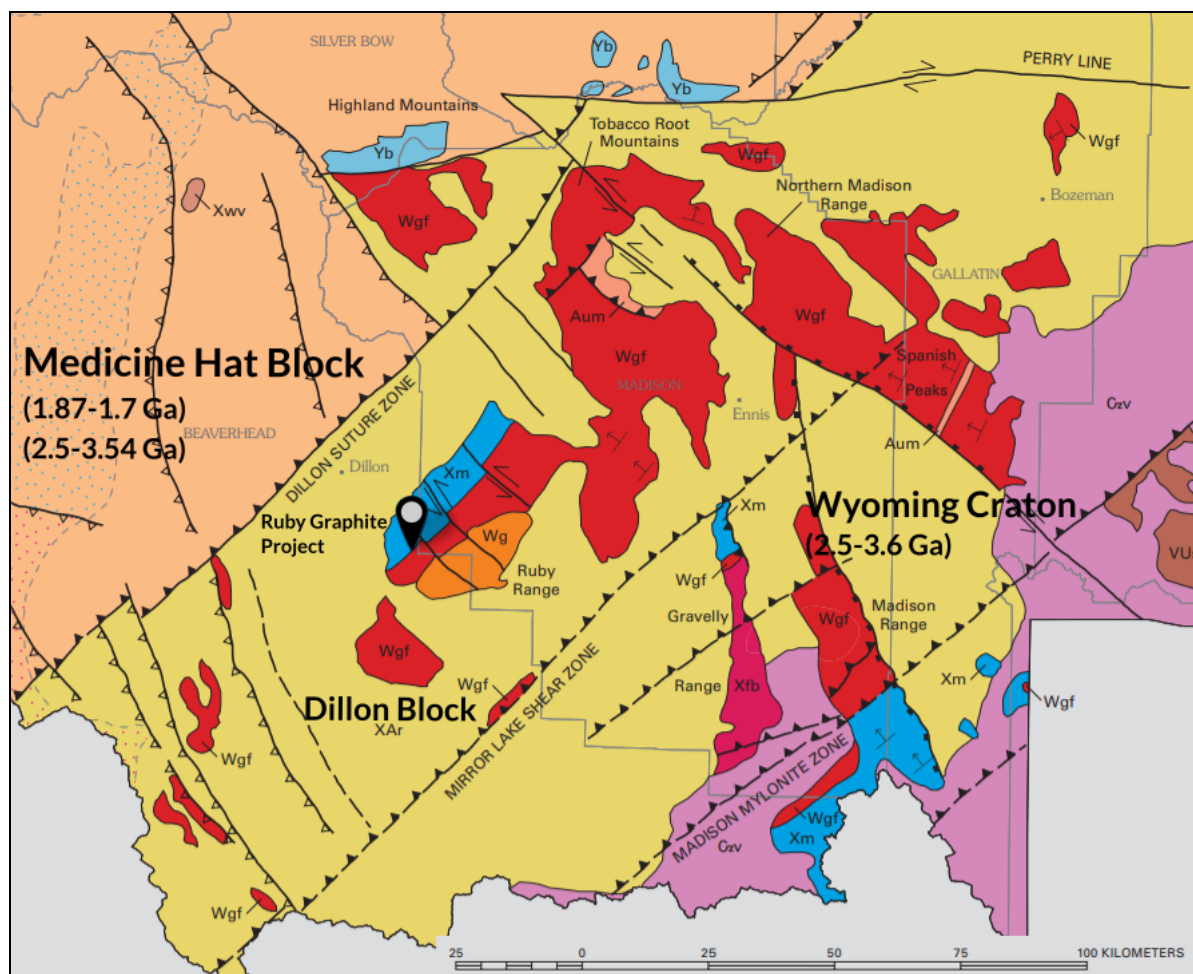 SILVER BOW
Yb
Yb
PERRY LINE
Highland Mountains
Tobacco Root
Mountains
Yb
Wgf
Wgf
Northern Madison
Range
Xwv
Bozeman
Wgf
GALLATIN
Aum
Wgf
Wgf
Medicine Hat Block
(1.87-1.7 Ga)
(2.5-3.54 Ga)
BEAVERHEAD
DILLON SUTURE ZONE
MADISON
Spanish
Peaks
Ennis
Czv
Aum
Dillon
Xm
Ruby Graphite
Project
Wg
Ruby
Range
Xm
Wyoming Craton
(2.5-3.6 Ga)
Wgf
Gravelly
Range
Madison
Range
Wgf
Wgf
Wgf
Xfb
Xm
Wgf
Dillon Block
XAr
MIRROR LAKE SHEAR ZONE
Wgf
MADISON MYLONITE ZONE
Wgf
Xm
Czv
Wgf
25 0 25 50 75 100 KILOMETERS